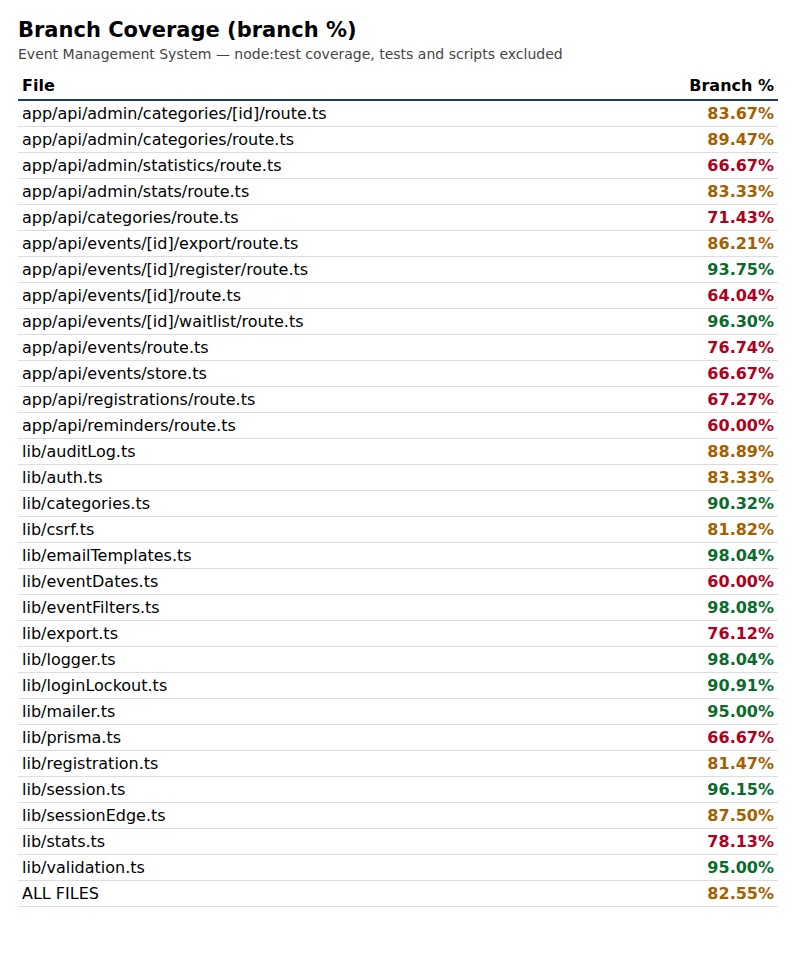 Branch Coverage (branch %)
Event Management System — node:test coverage, tests and scripts excluded
File Branch %
app/api/admin/categories/[id]/route.ts 83.67%
app/api/admin/categories/route.ts 89.47%
app/api/admin/statistics/route.ts 66.67%
app/api/admin/stats/route.ts 83.33%
app/api/categories/route.ts 71.43%
app/api/events/[id]/export/route.ts 86.21%
app/api/events/[id]/register/route.ts 93.75%
app/api/events/[id]/route.ts 64.04%
app/api/events/[id]/waitlist/route.ts 96.30%
app/api/events/route.ts 76.74%
app/api/events/store.ts 66.67%
app/api/registrations/route.ts 67.27%
app/api/reminders/route.ts 60.00%
lib/auditLog.ts 88.89%
lib/auth.ts 83.33%
lib/categories.ts 90.32%
lib/csrf.ts 81.82%
lib/emailTemplates.ts 98.04%
lib/eventDates.ts 60.00%
lib/eventFilters.ts 98.08%
lib/export.ts 76.12%
lib/logger.ts 98.04%
lib/loginLockout.ts 90.91%
lib/mailer.ts 95.00%
lib/prisma.ts 66.67%
lib/registration.ts 81.47%
lib/session.ts 96.15%
lib/sessionEdge.ts 87.50%
lib/stats.ts 78.13%
lib/validation.ts 95.00%
ALL FILES 82.55%